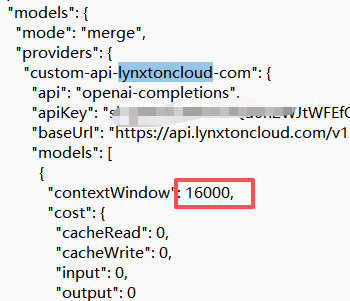 "models": {
"mode": "merge",
"providers": {
"custom-api-lynxtoncloud-com": {
"api": "openai-completions".
"apiKey":
"baseUrl": "https://api.lynxtoncloud.com/v1
"models": [
{
"contextWindow": 16000,
"cost": {
"cacheRead": 0,
"cacheWrite": 0,
"input": 0,
"output": 0